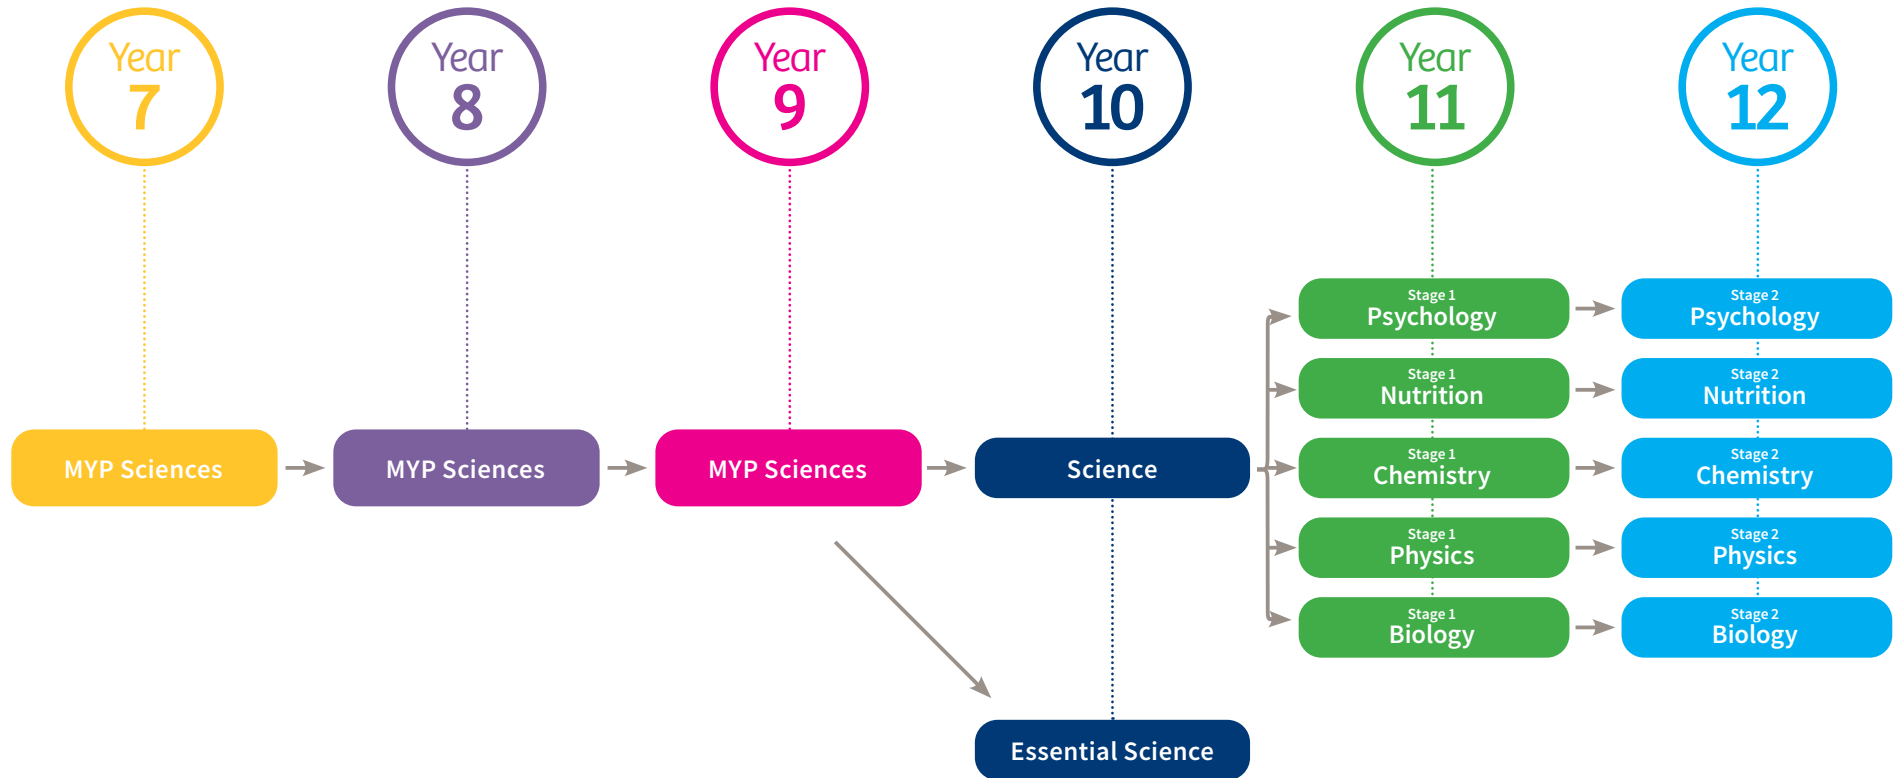 Year
7
Year
8
Year
9
Year
10
Year
11
Year
12
MYP Sciences
MYP Sciences
MYP Sciences
Science
Essential Science
Stage 1
Psychology
Stage 1
Nutrition
Stage 1
Chemistry
Stage 1
Physics
Stage 1
Biology
Stage 2
Psychology
Stage 2
Nutrition
Stage 2
Chemistry
Stage 2
Physics
Stage 2
Biology